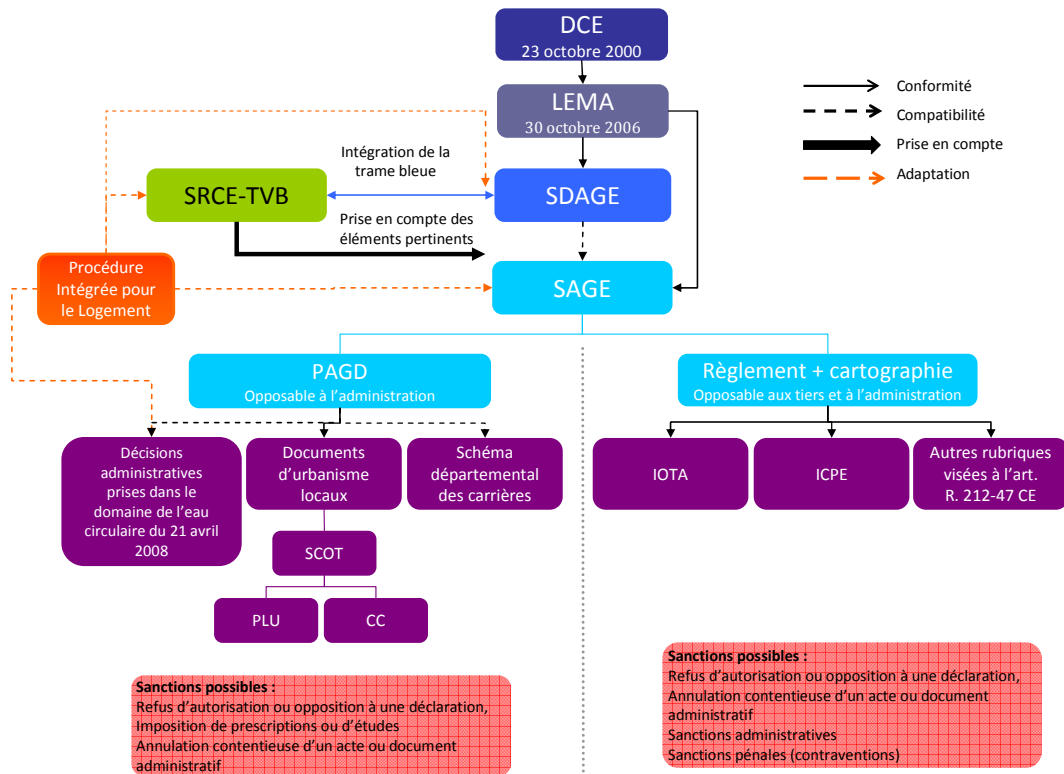 DCE
23 octobre 2000
LEMA
30 octobre 2006
Conformité
Compatibilité
Prise en compte
Adaptation
Intégration de la
trame bleue
SRCE-TVB
SDAGE
Prise en compte des
éléments pertinents
Procédure
Intégrée pour
le Logement
SAGE
PAGD
Opposable à l'administration
Règlement + cartographie
Opposable aux tiers et à l'administration
Décisions
administratives
prises dans le
domaine de l'eau
circulaire du 21 avril
2008
Documents
d'urbanisme
locaux
Schéma
départemental
des carrières
IOTA
ICPE
Autres rubriques
visées à l'art.
R. 212-47 CE
SCOT
PLU
CC
Sanctions possibles :
Refus d'autorisation ou opposition à une déclaration,
Imposition de prescriptions ou d'études
Annulation contentieuse d'un acte ou document
administratif
Sanctions possibles :
Refus d'autorisation ou opposition à une déclaration,
Annulation contentieuse d'un acte ou document
administratif
Sanctions administratives
Sanctions pénales (contraventions)